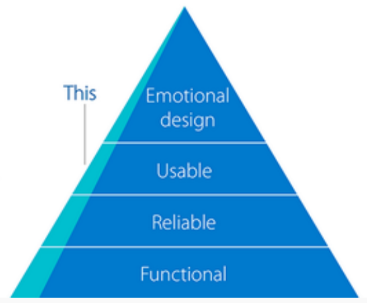 This
Emotional
design
Usable
Reliable
Functional